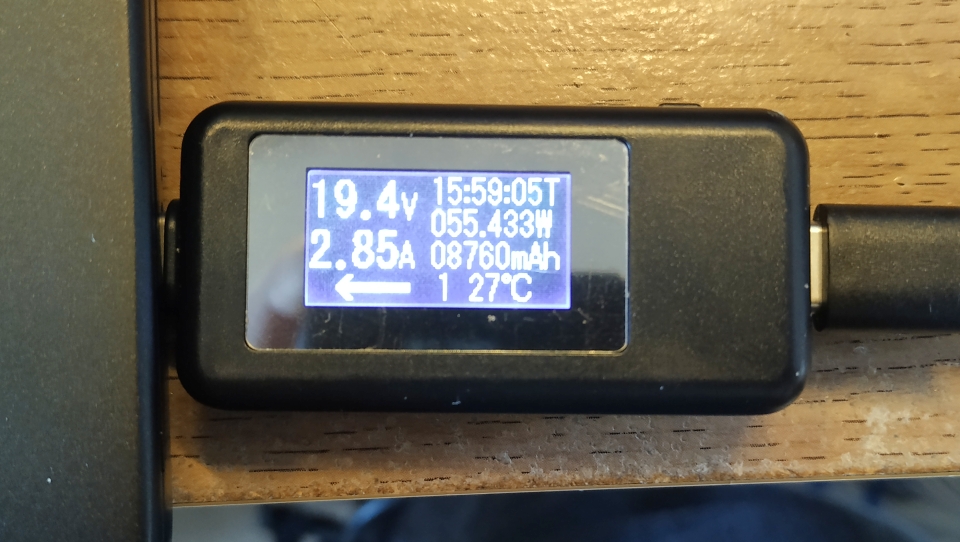 19.4V 15:59:05T
055.433W
2.85A 08760mAh
← 1 27℃